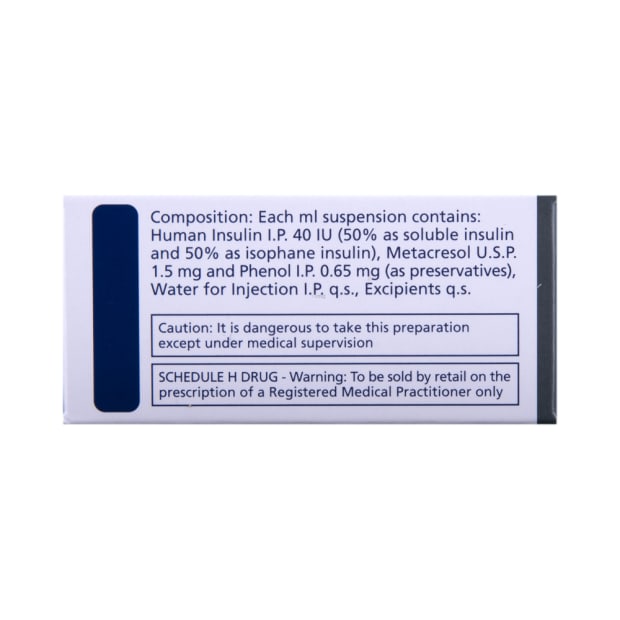 Composition: Each ml suspension contains:
Human Insulin I.P. 40 IU (50% as soluble insulin
and 50% as isophane insulin), Metacresol U.S.P.
1.5 mg and Phenol I.P. 0.65 mg (as preservatives),
Water for Injection I.P. q.s., Excipients q.s.
Caution: It is dangerous to take this preparation
except under medical supervision
SCHEDULE H DRUG - Warning: To be sold by retail on the
prescription of a Registered Medical Practitioner only